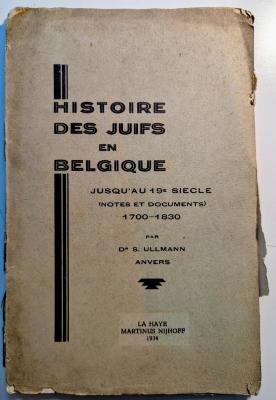 HISTOIRE
DES JUIFS
EN
BELGIQUE
JUSQU'AU 19e SIECLE
(NOTES ET DOCUMENTS)
1700-1830
PAR
Dr S. ULLMANN
ANVERS
LA HAYE
MARTINUS NIJHOFF
1934